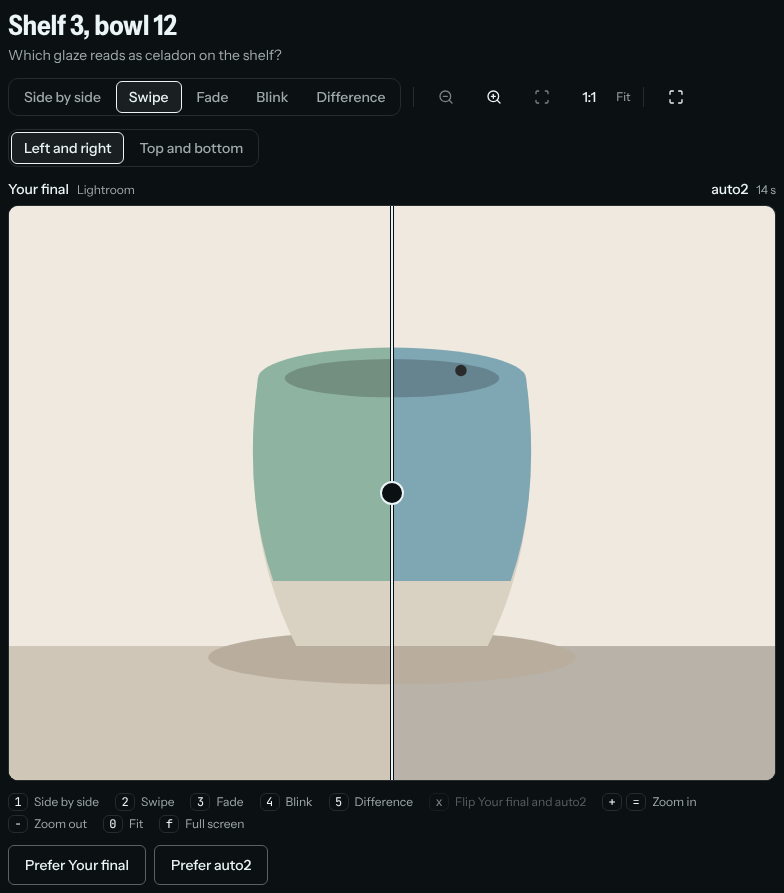 Shelf 3, bowl 12
Which glaze reads as celadon on the shelf?
Side by side Swipe Fade Blink Difference 1:1 Fit
Left and right Top and bottom
Your final Lightroom auto2 14 s
1 Side by side 2 Swipe 3 Fade 4 Blink 5 Difference x Flip Your final and auto2 + = Zoom in
- Zoom out 0 Fit f Full screen
Prefer Your final Prefer auto2